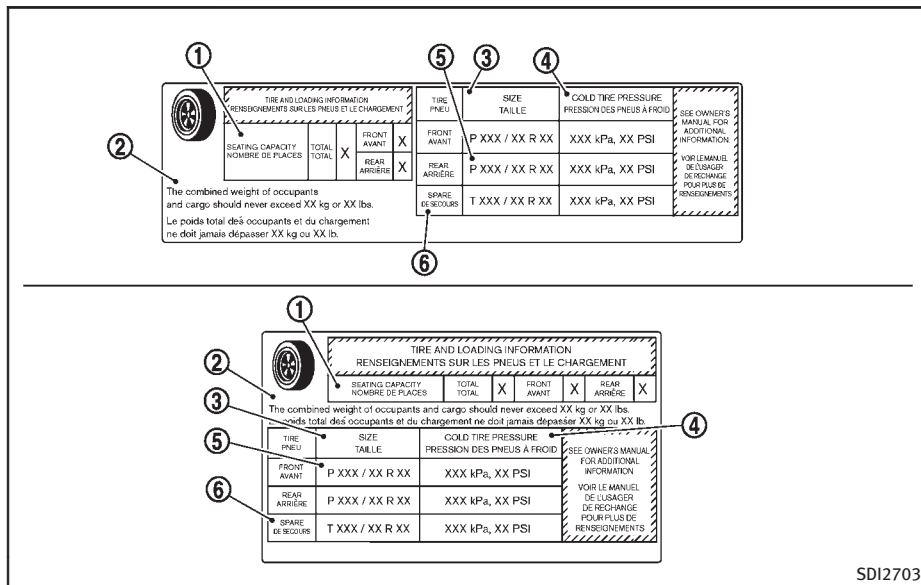 ① ⑤ ③ ④
TIRE AND LOADING INFORMATION
RENSEIGNEMENTS SUR LES PNEUS ET LE CHARGEMENT
SEATING CAPACITY
NOMBRE DE PLACES
TOTAL
TOTAL
X
FRONT
AVANT
X
REAR
ARRIÈRE
X
②
The combined weight of occupants
and cargo should never exceed XX kg or XX lbs.
Le poids total des occupants et du chargement
ne doit jamais dépasser XX kg ou XX lb.
TIRE
PNEU
SIZE
TAILLE
COLD TIRE PRESSURE
PRESSION DES PNEUS À FROID
FRONT
AVANT
P XXX / XX R XX
XXX kPa, XX PSI
REAR
ARRIÈRE
P XXX / XX R XX
XXX kPa, XX PSI
SPARE
DE SECOURS
T XXX / XX R XX
XXX kPa, XX PSI
SEE OWNER'S
MANUAL FOR
ADDITIONAL
INFORMATION.
VOIR LE MANUEL
DE L'USAGER
DE RECHANGE
POUR PLUS DE
RENSEIGNEMENTS
⑥
①
TIRE AND LOADING INFORMATION
RENSEIGNEMENTS SUR LES PNEUS ET LE CHARGEMENT
②
SEATING CAPACITY
NOMBRE DE PLACES
TOTAL
TOTAL
X
FRONT
AVANT
X
REAR
ARRIÈRE
X
The combined weight of occupants and cargo should never exceed XX kg or XX lbs.
Le poids total des occupants et du chargement ne doit jamais dépasser XX kg ou XX lb.
③
④
TIRE
PNEU
SIZE
TAILLE
COLD TIRE PRESSURE
PRESSION DES PNEUS À FROID
⑤
FRONT
AVANT
P XXX / XX R XX
XXX kPa, XX PSI
REAR
ARRIÈRE
P XXX / XX R XX
XXX kPa, XX PSI
⑥
SPARE
DE SECOURS
T XXX / XX R XX
XXX kPa, XX PSI
SEE OWNER'S MANUAL
FOR ADDITIONAL
INFORMATION
VOIR LE MANUEL
DE L'USAGER
DE RECHANGE
POUR PLUS DE
RENSEIGNEMENTS
SDI2703